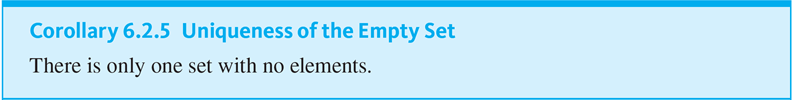 Corollary 6.2.5 Uniqueness of the Empty Set
There is only one set with no elements.